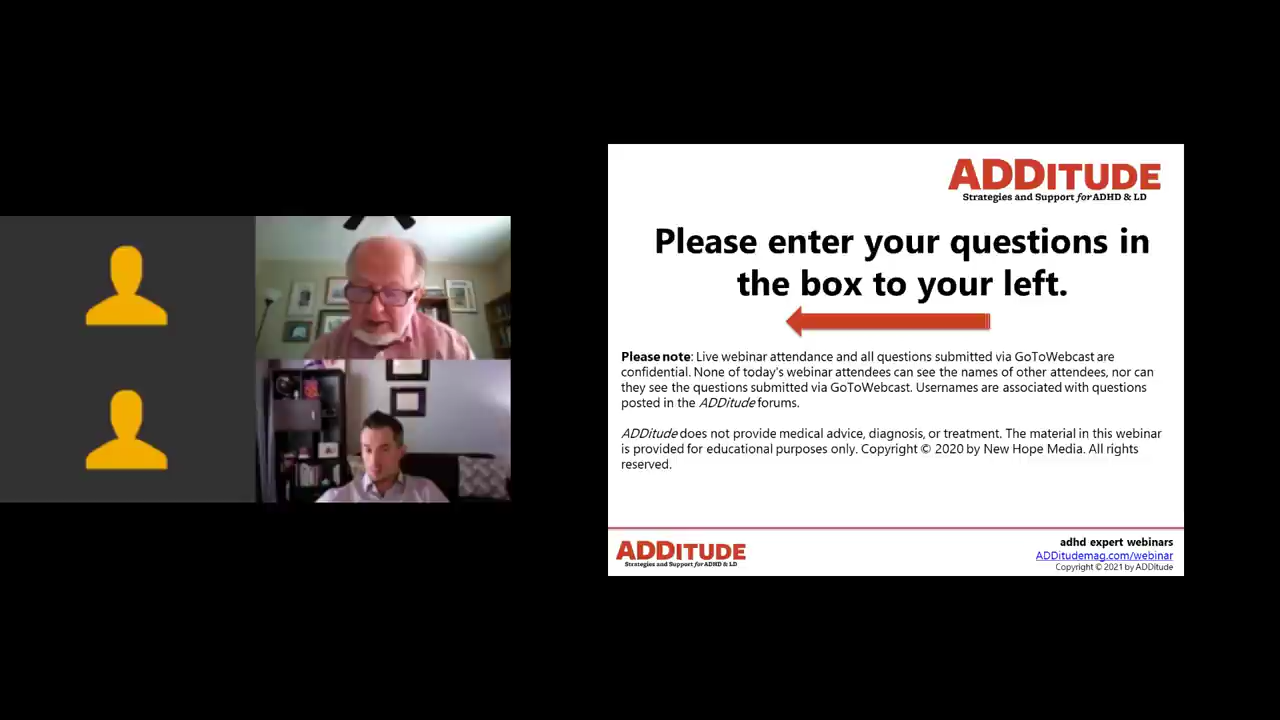 ADDITUDE
Strategies and Support for ADHD & LD
Please enter your questions in
the box to your left.
Please note: Live webinar attendance and all questions submitted via GoToWebcast are
confidential. None of today's webinar attendees can see the names of other attendees, nor can
they see the questions submitted via GoToWebcast. Usernames are associated with questions
posted in the ADDitude forums.
ADDitude does not provide medical advice, diagnosis, or treatment. The material in this webinar
is provided for educational purposes only. Copyright © 2020 by New Hope Media. All rights
reserved.
ADDITUDE
Strategies and Support for ADHD & LD
adhd expert webinars
ADDitudemag.com/webinar
Copyright © 2021 by ADDitude